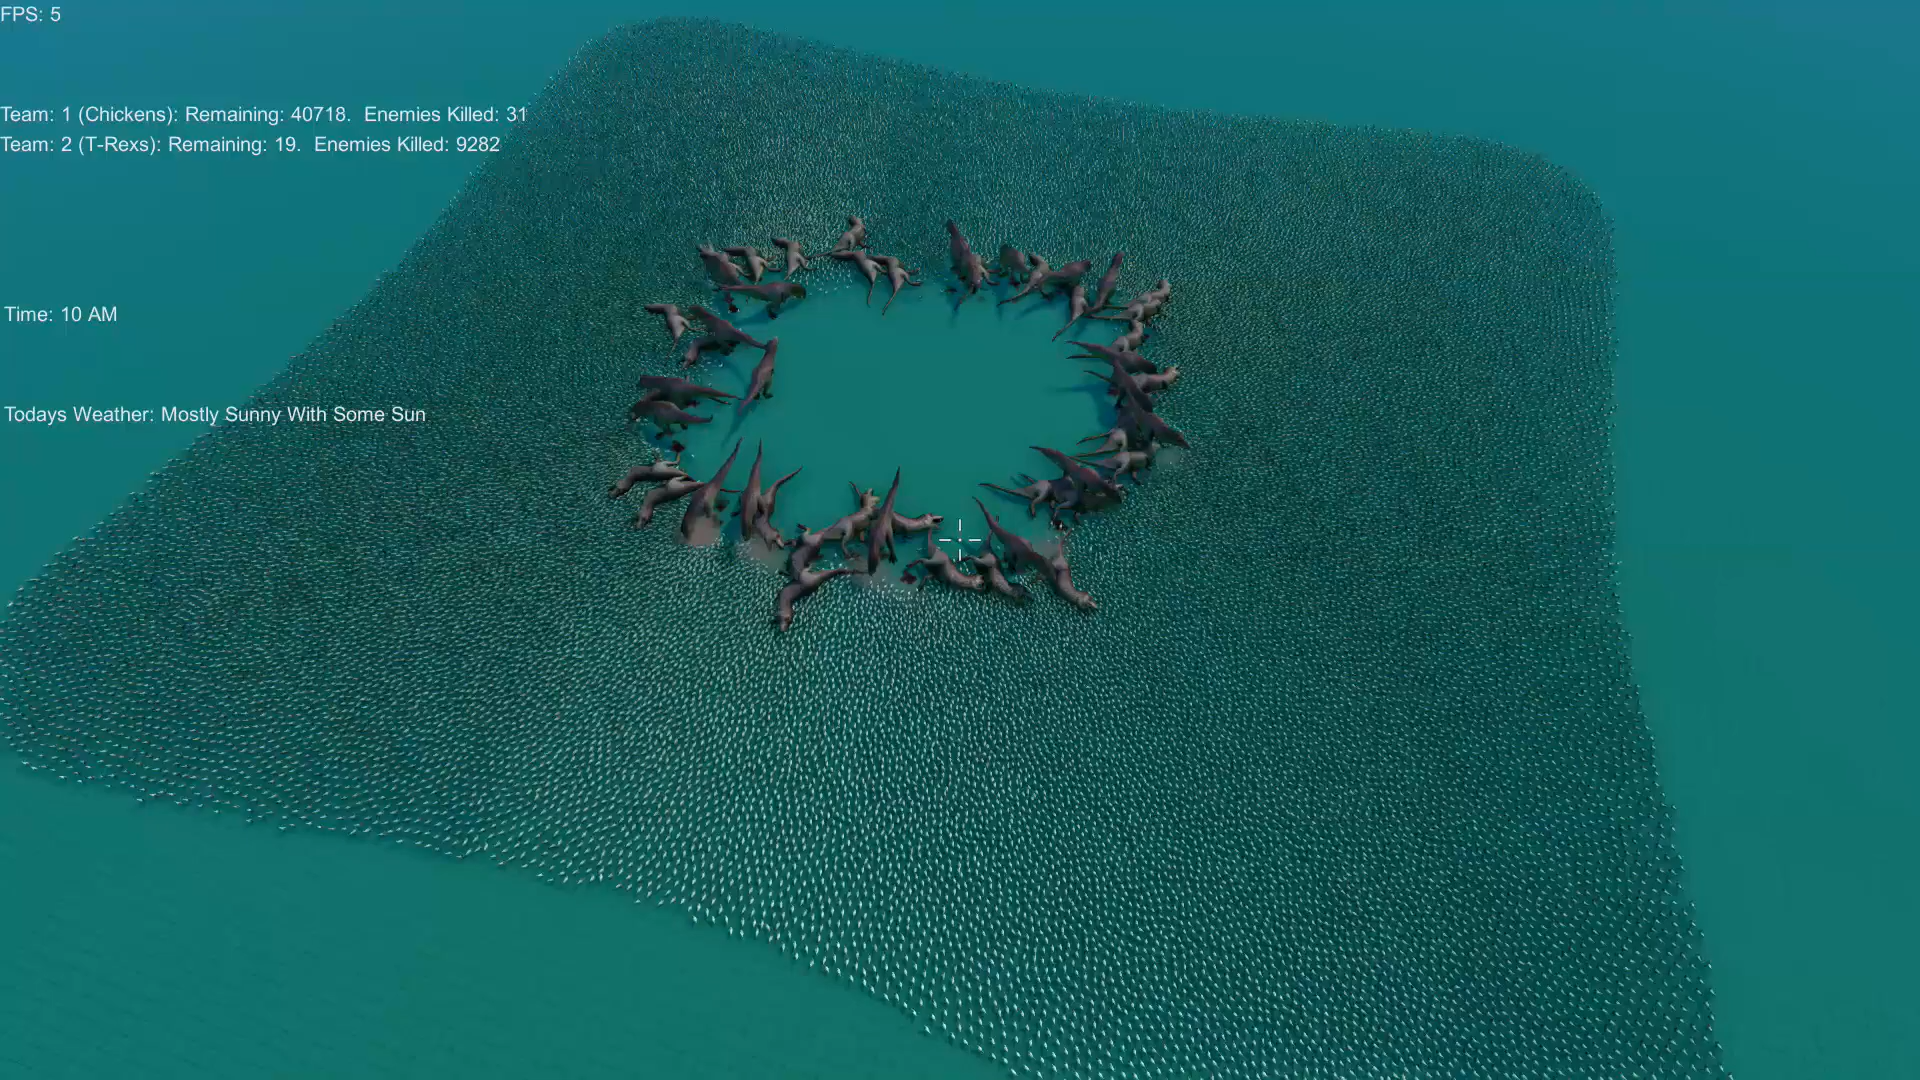 FPS: 5
Team: 1 (Chickens): Remaining: 40718.  Enemies Killed: 31
Team: 2 (T-Rexs): Remaining: 19.  Enemies Killed: 9282
Time: 10 AM
Todays Weather: Mostly Sunny With Some Sun